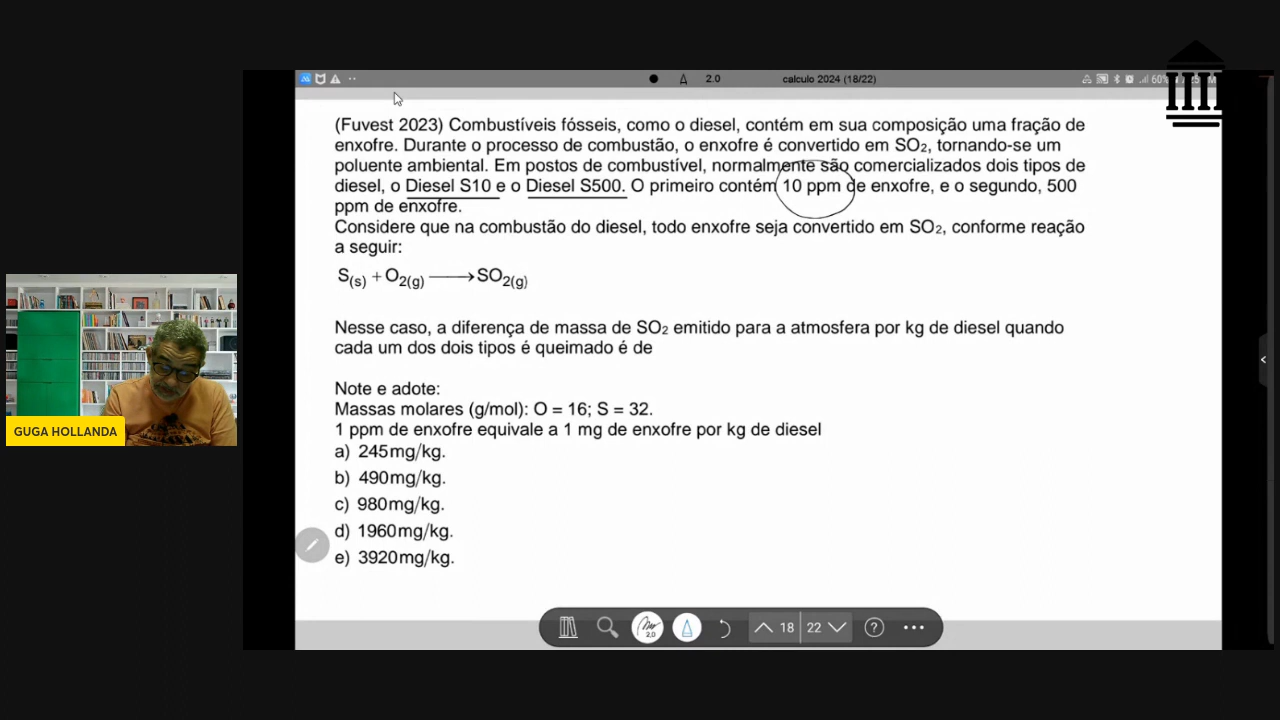 2.0
calculo 2024 (18/22)
60%
(Fuvest 2023) Combustíveis fósseis, como o diesel, contém em sua composição uma fração de
enxofre. Durante o processo de combustão, o enxofre é convertido em SO₂, tornando-se um
poluente ambiental. Em postos de combustível, normalmente são comercializados dois tipos de
diesel, o Diesel S10 e o Diesel S500. O primeiro contém 10 ppm de enxofre, e o segundo, 500
ppm de enxofre.
Considere que na combustão do diesel, todo enxofre seja convertido em SO₂, conforme reação
a seguir:
S(s) + O₂(g) ⟶ SO₂(g)
Nesse caso, a diferença de massa de SO₂ emitido para a atmosfera por kg de diesel quando
cada um dos dois tipos é queimado é de
Note e adote:
Massas molares (g/mol): O = 16; S = 32.
1 ppm de enxofre equivale a 1 mg de enxofre por kg de diesel
a) 245mg/kg.
b) 490mg/kg.
c) 980mg/kg.
d) 1960mg/kg.
e) 3920mg/kg.
GUGA HOLLANDA
2,0
18
22